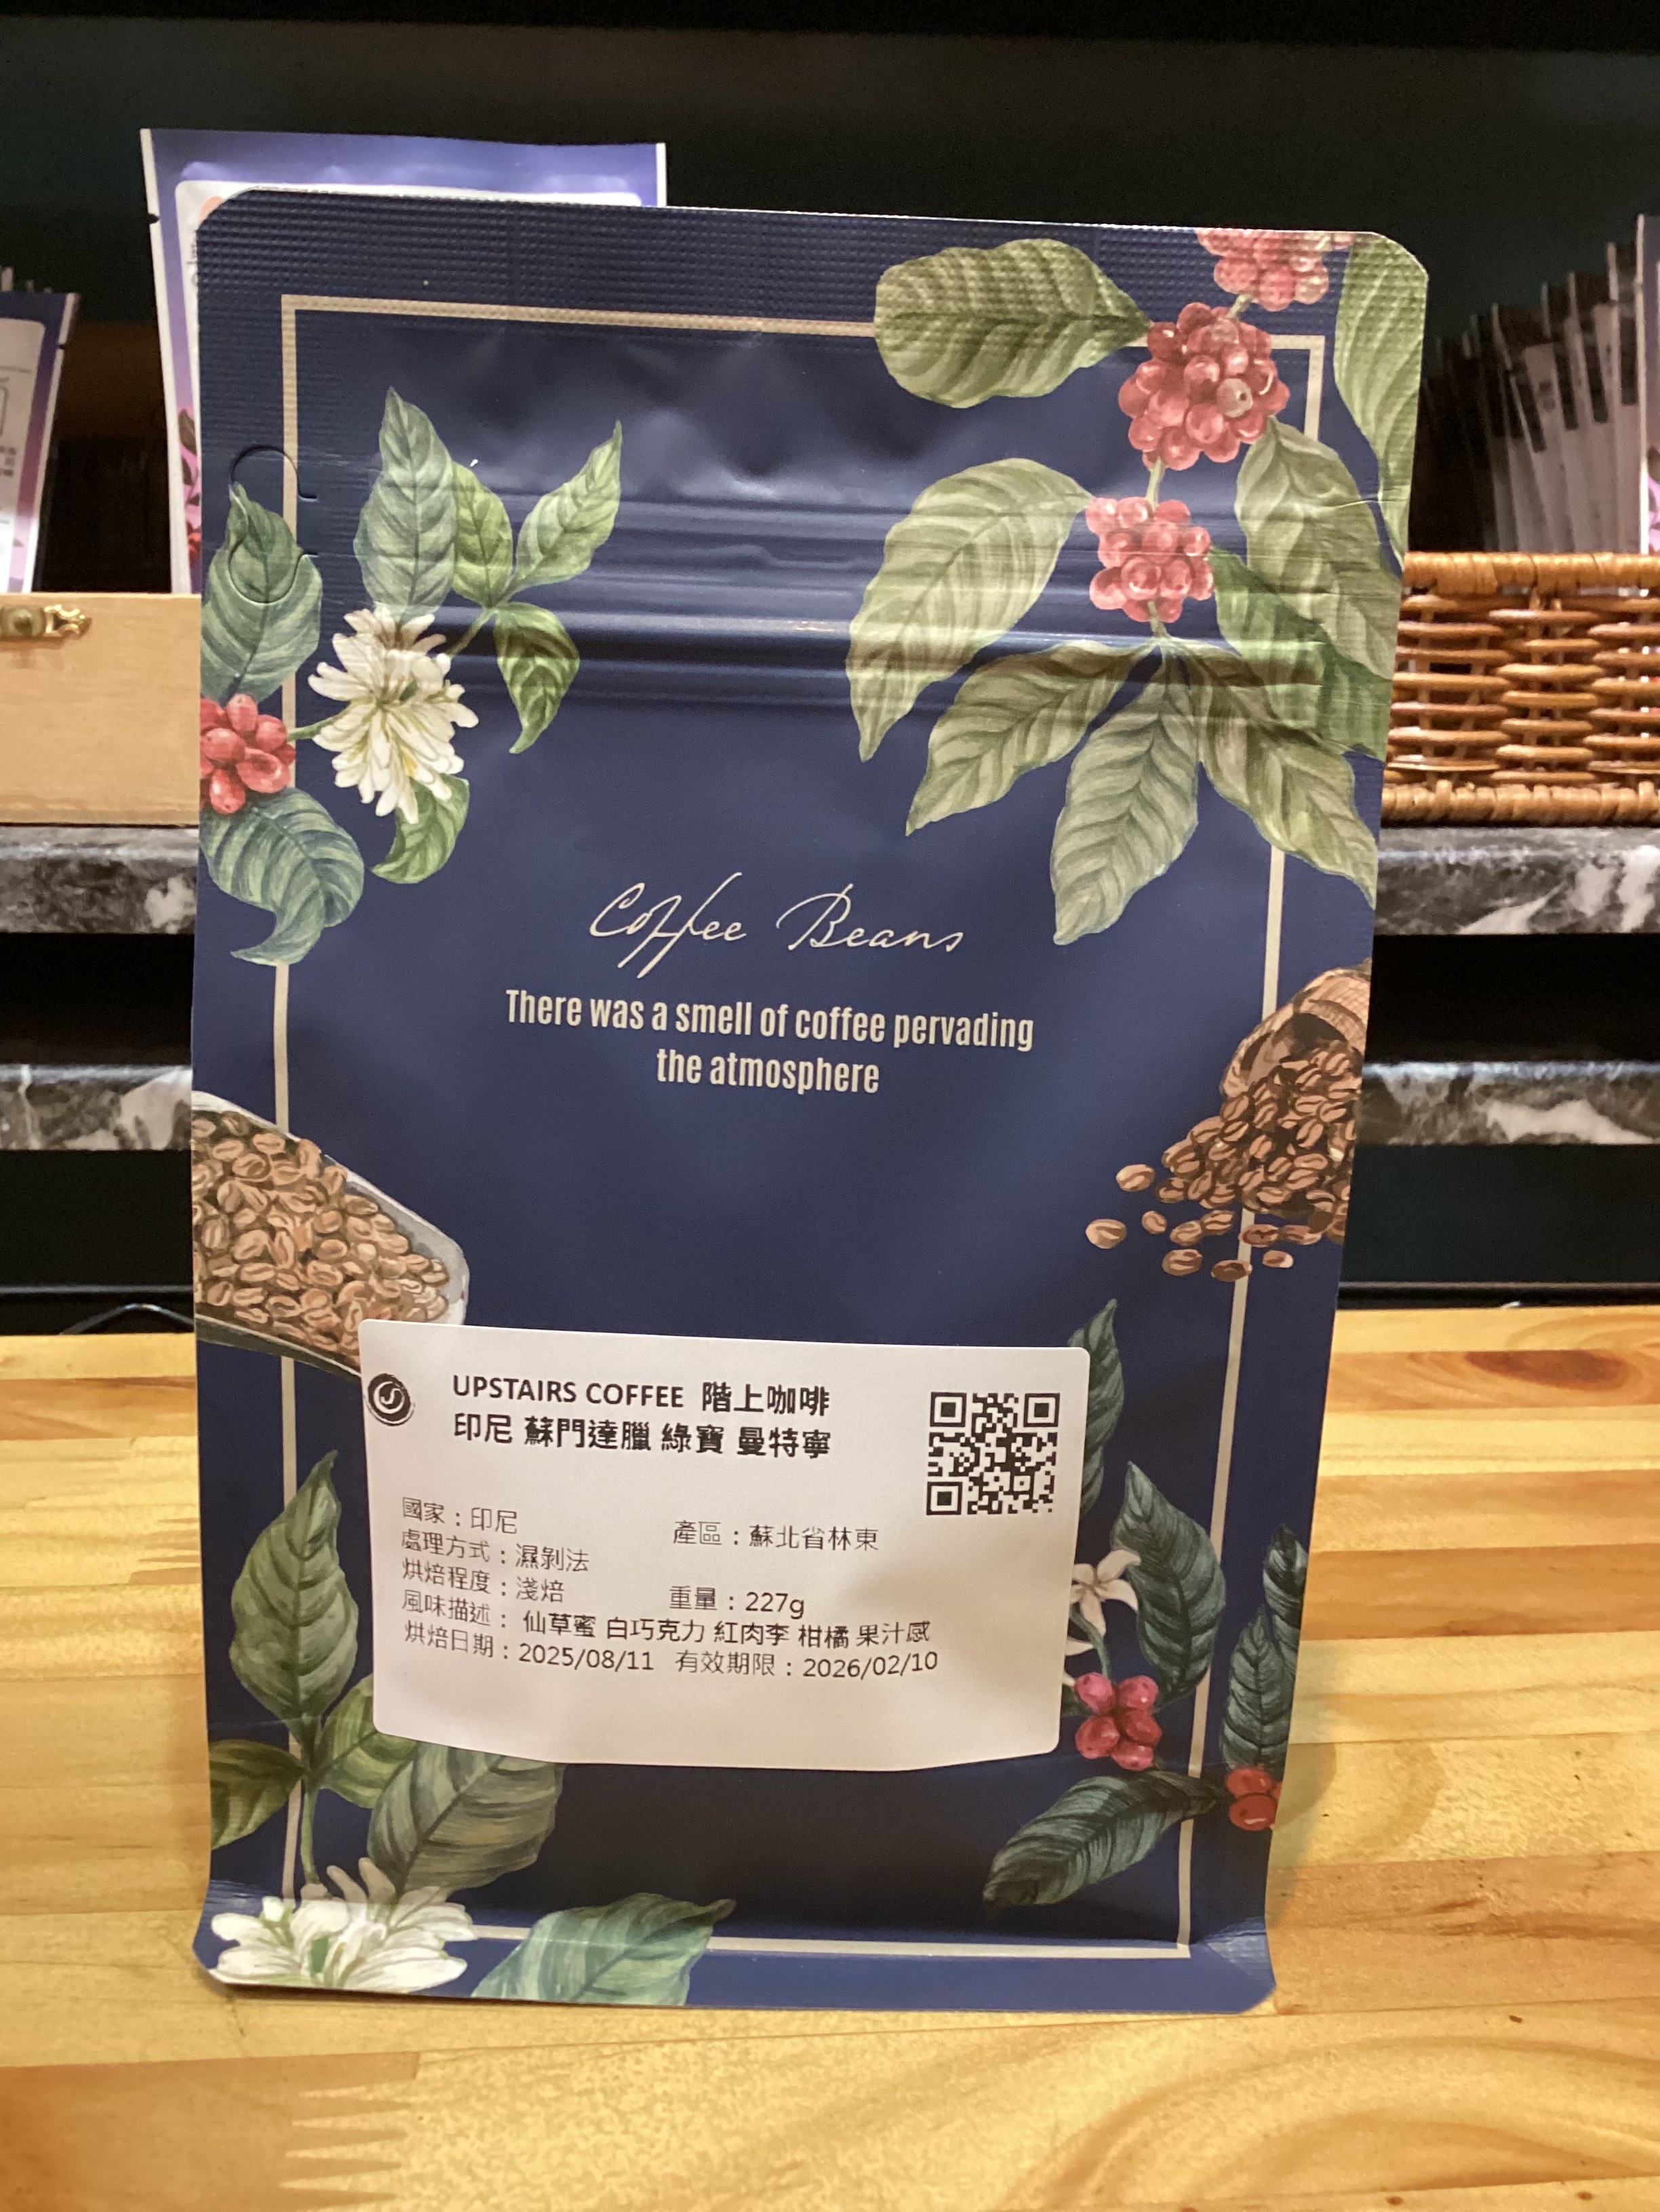 Coffee Beans
There was a smell of coffee pervading
the atmosphere
UPSTAIRS COFFEE 階上咖啡
印尼 蘇門達臘 綠寶 曼特寧
國家：印尼
產區：蘇北省林東
處理方式：濕剝法
烘焙程度：淺焙
重量：227g
風味描述： 仙草蜜 白巧克力 紅肉李 柑橘 果汁感
烘焙日期：2025/08/11 有效期限：2026/02/10